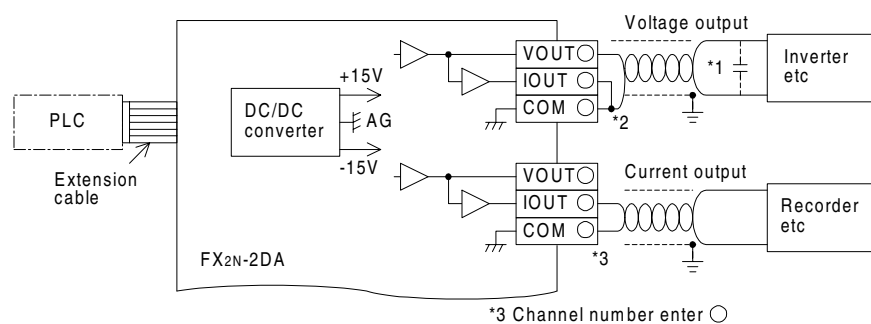 Voltage output
VOUT
IOUT
COM
*1
*2
Inverter
etc
+15V
DC/DC
converter
AG
-15V
PLC
Extension
cable
Current output
VOUT
IOUT
COM
*3
Recorder
etc
FX2N-2DA
*3 Channel number enter ○